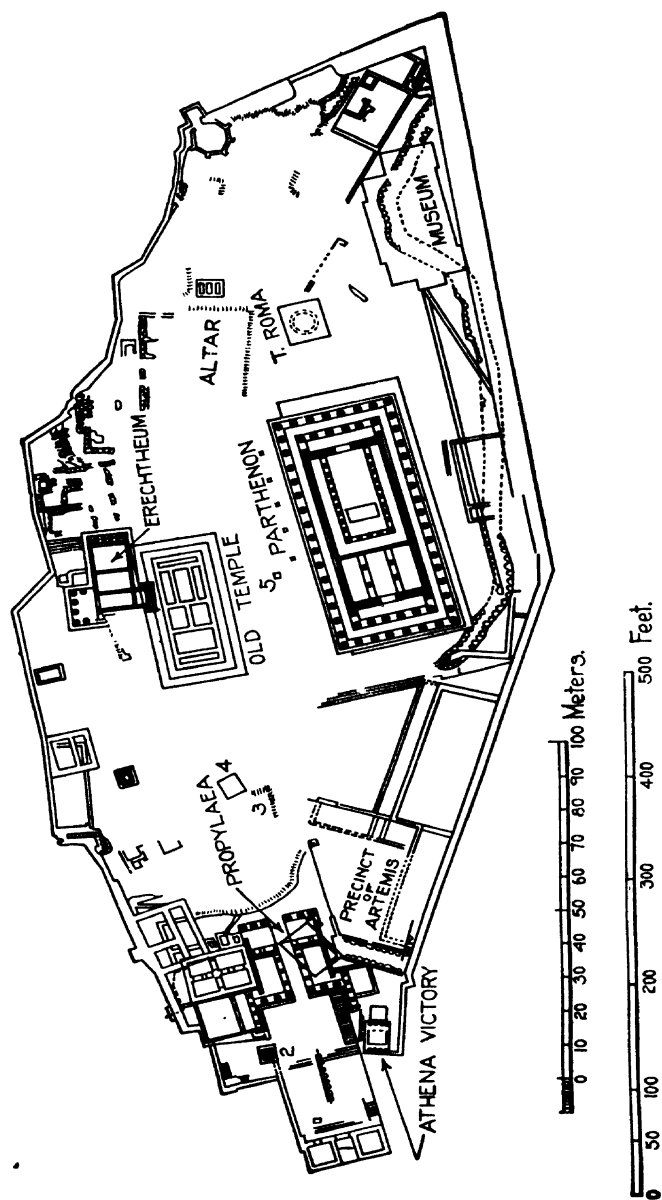 ERECHTHEUM
ALTAR
T. ROMA
MUSEUM
OLD TEMPLE
5
PARTHENON
PROPYLAEA
4
3
PRECINCT
OF
ARTEMIS
2
ATHENA VICTORY
0 10 20 30 40 50 60 70 80 90 100 Meters.
0 50 100 200 300 400 500 Feet.